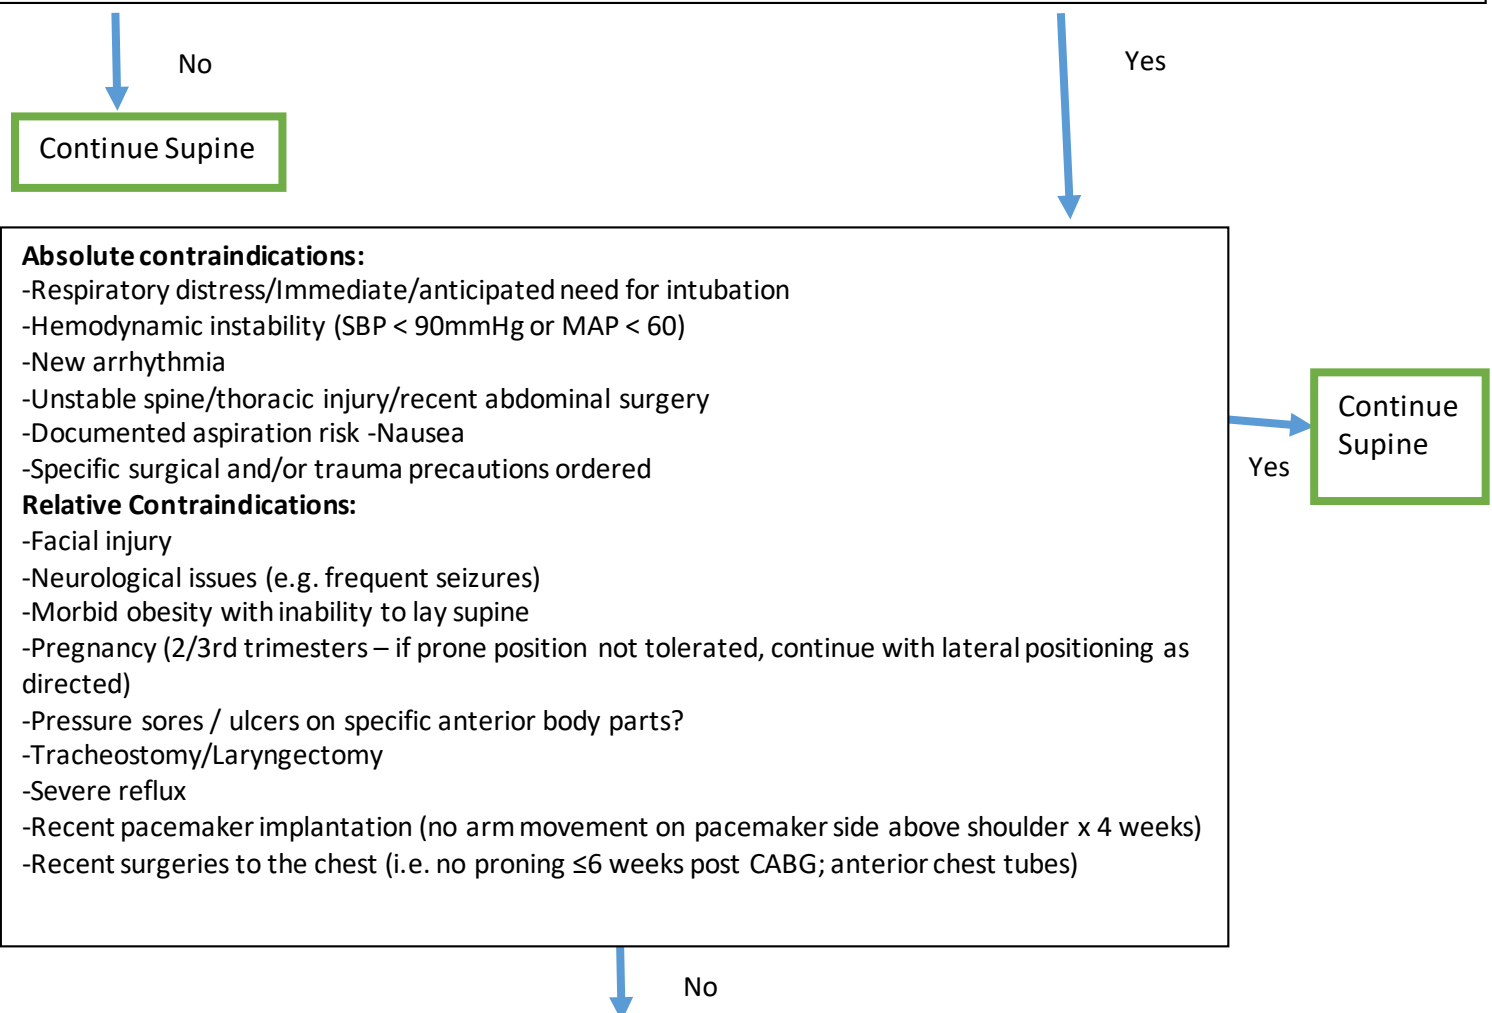 No
Yes
Continue Supine
Absolute contraindications:
-Respiratory distress/Immediate/anticipated need for intubation
-Hemodynamic instability (SBP < 90mmHg or MAP < 60)
-New arrhythmia
-Unstable spine/thoracic injury/recent abdominal surgery
-Documented aspiration risk -Nausea
-Specific surgical and/or trauma precautions ordered
Relative Contraindications:
-Facial injury
-Neurological issues (e.g. frequent seizures)
-Morbid obesity with inability to lay supine
-Pregnancy (2/3rd trimesters – if prone position not tolerated, continue with lateral positioning as
directed)
-Pressure sores / ulcers on specific anterior body parts?
-Tracheostomy/Laryngectomy
-Severe reflux
-Recent pacemaker implantation (no arm movement on pacemaker side above shoulder x 4 weeks)
-Recent surgeries to the chest (i.e. no proning ≤6 weeks post CABG; anterior chest tubes)
Yes
Continue
Supine
No